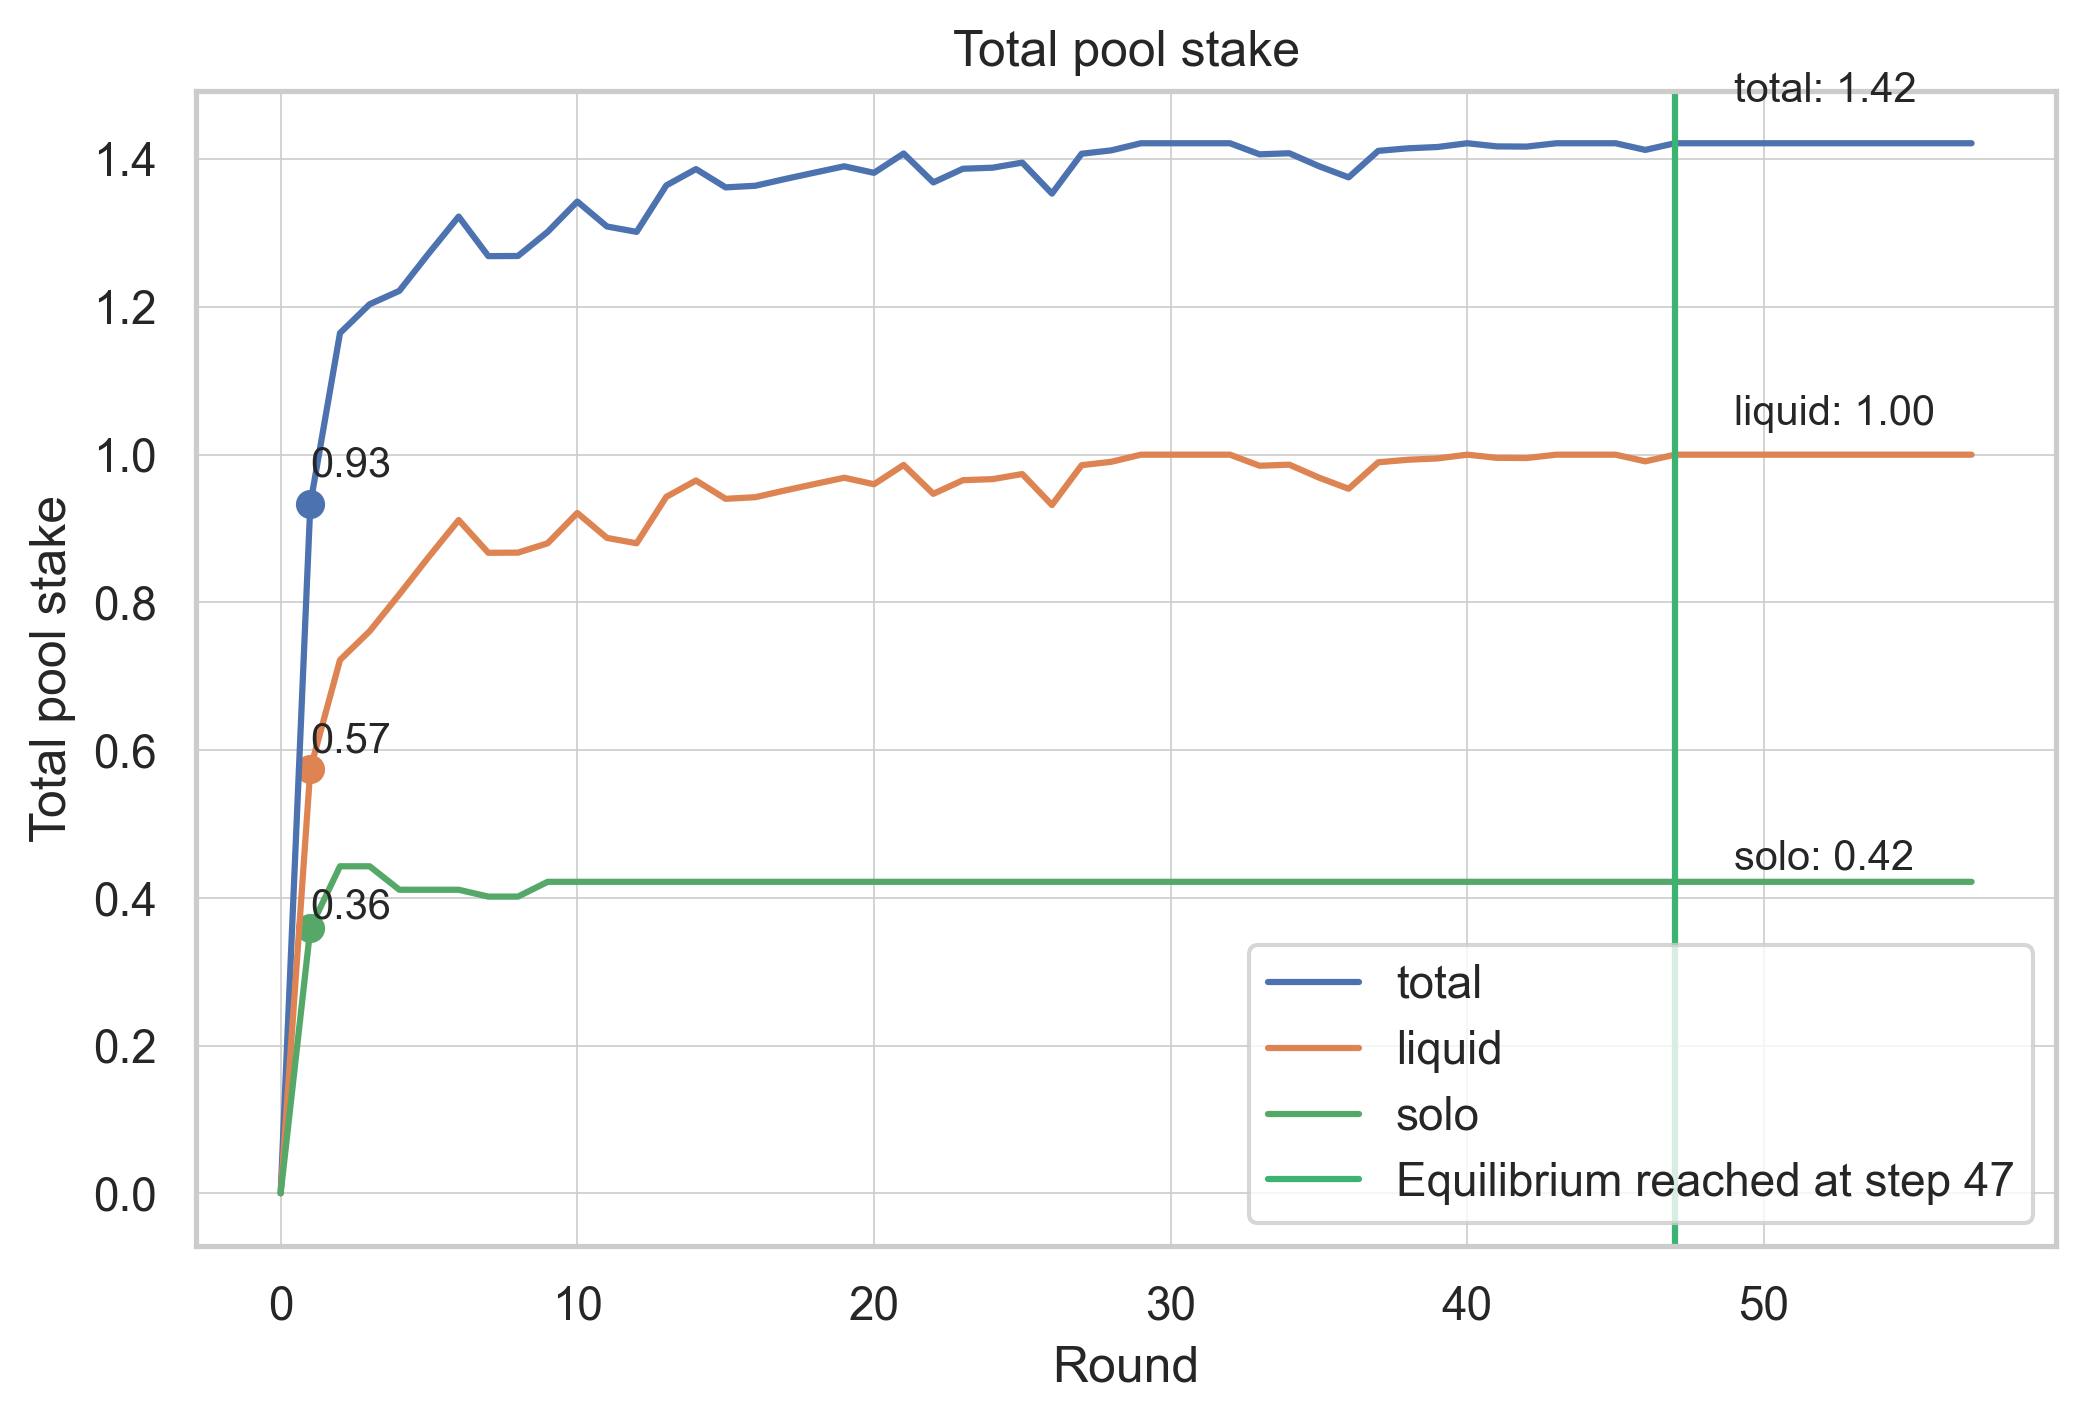 Total pool stake
total: 1.42
1.4
1.2
liquid: 1.00
1.0
0.93
0.8
0.57
0.6
solo: 0.42
0.4
0.36
0.2
0.0
Total pool stake
total
liquid
solo
Equilibrium reached at step 47
0 10 20 30 40 50
Round